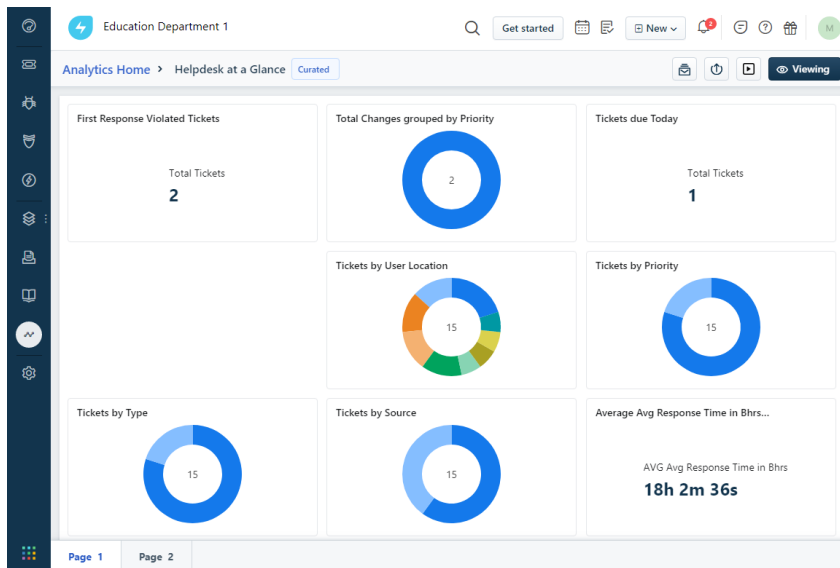 Education Department 1
Get started
New
2
M
Analytics Home > Helpdesk at a Glance Curated
Viewing
First Response Violated Tickets
Total Tickets
2
Total Changes grouped by Priority
2
Tickets due Today
Total Tickets
1
Tickets by User Location
15
Tickets by Priority
15
Tickets by Type
15
Tickets by Source
15
Average Avg Response Time in Bhrs...
AVG Avg Response Time in Bhrs
18h 2m 36s
Page 1
Page 2